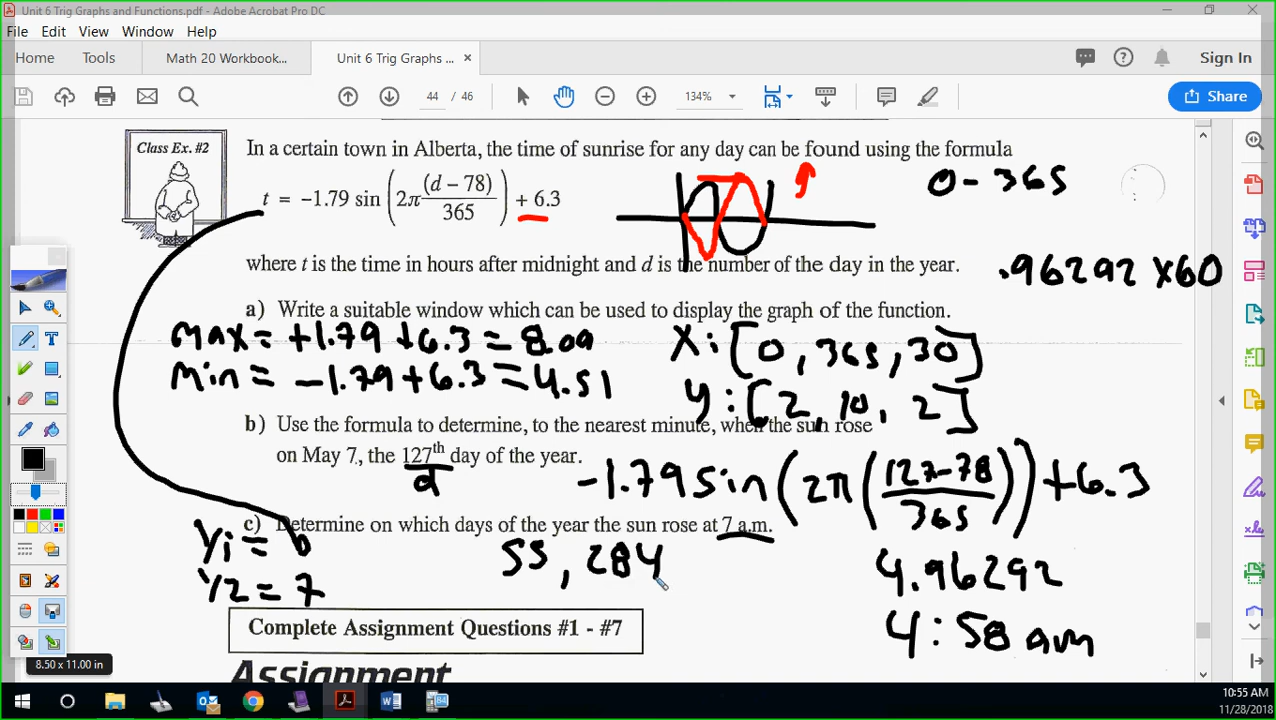 Unit 6 Trig Graphs and Functions.pdf - Adobe Acrobat Pro DC
File Edit View Window Help
Home Tools Math 20 Workbook... Unit 6 Trig Graphs ... × Sign In
44 / 46 134% Share
Class Ex. #2
In a certain town in Alberta, the time of sunrise for any day can be found using the formula
0 - 365
t = −1.79 sin (2π (d − 78)/365) + 6.3
where t is the time in hours after midnight and d is the number of the day in the year.
.96292 × 60
a) Write a suitable window which can be used to display the graph of the function.
max = +1.79 + 6.3 = 8.09
x: [0, 365, 30]
min = -1.79 + 6.3 = 4.51
y: [2, 10, 2]
b) Use the formula to determine, to the nearest minute, when the sun rose
on May 7, the 127th day of the year.
d
-1.79 sin (2π (127-78/365)) + 6.3
c) Determine on which days of the year the sun rose at 7 a.m.
Y1 =
55, 284
4.96292
Y2 = 7
4:58 am
Complete Assignment Questions #1 - #7
Assignment
8.50 x 11.00 in
10:55 AM
11/28/2018